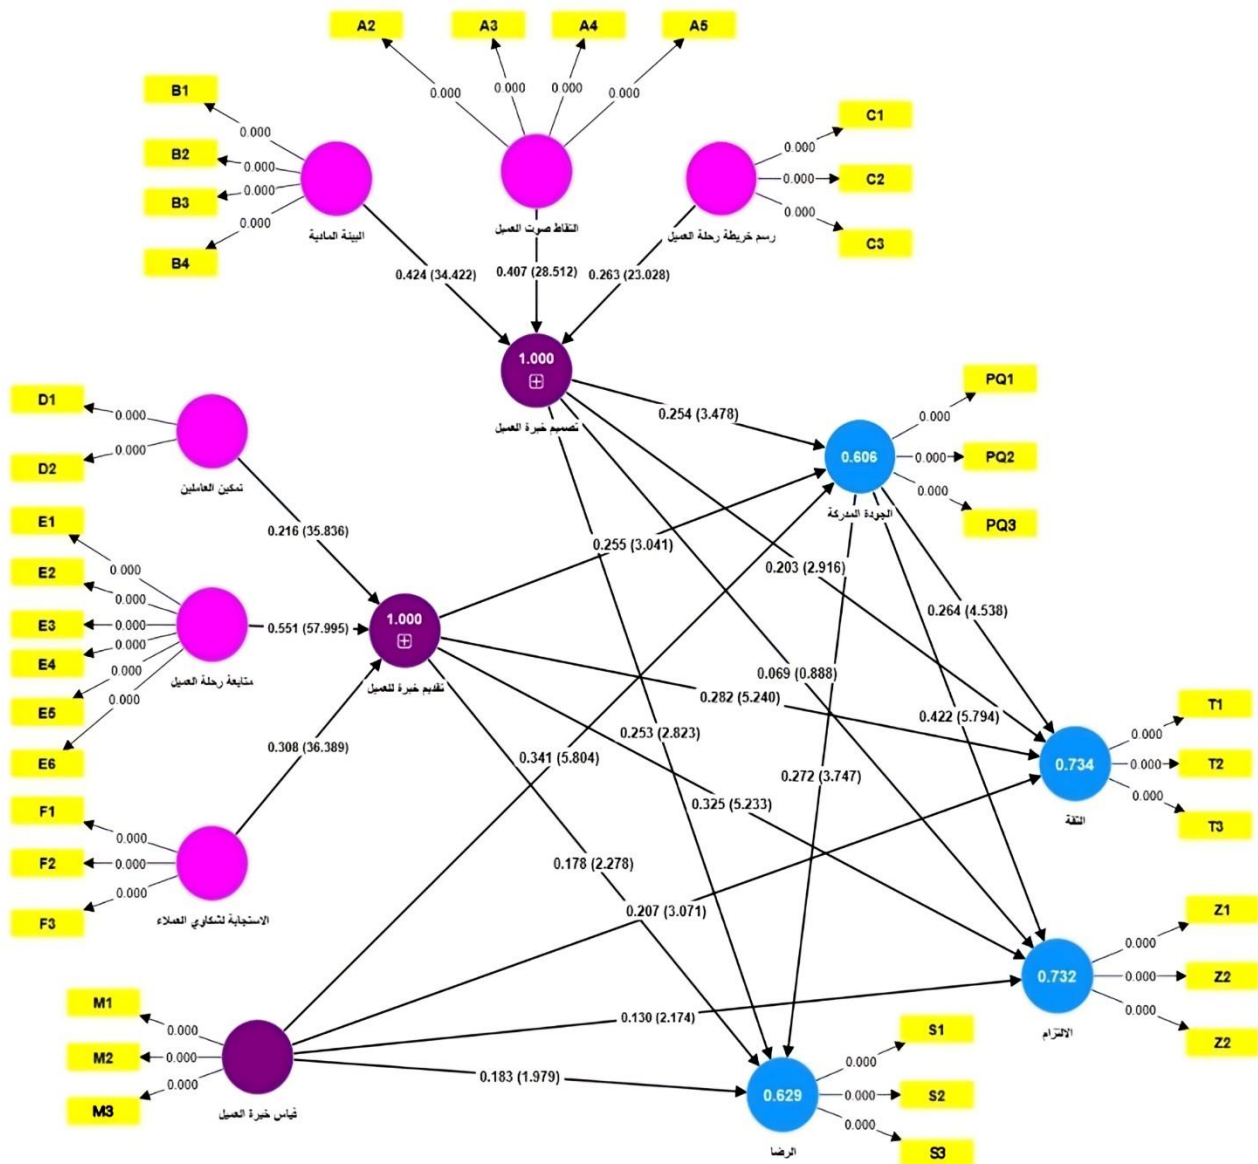 A2
A3
A4
A5
0.000
0.000
0.000
0.000
B1
B2
B3
B4
0.000
0.000
0.000
0.000
البيئة المادية
التقاط صوت العميل
رسم خريطة رحلة العميل
C1
C2
C3
0.000
0.000
0.000
0.424 (34.422)
0.407 (28.512)
0.263 (23.028)
1.000
تصميم خبرة العميل
D1
D2
0.000
0.000
تمكين العاملين
0.216 (35.836)
E1
E2
E3
E4
E5
E6
0.000
0.000
0.000
0.000
0.000
0.000
متابعة رحلة العميل
0.551 (57.995)
1.000
تقديم خبرة للعميل
F1
F2
F3
0.000
0.000
0.000
الاستجابة لشكاوي العملاء
0.308 (36.389)
M1
M2
M3
0.000
0.000
0.000
قياس خبرة العميل
0.254 (3.478)
0.255 (3.041)
0.203 (2.916)
0.264 (4.538)
0.069 (0.888)
0.282 (5.240)
0.422 (5.794)
0.253 (2.823)
0.341 (5.804)
0.272 (3.747)
0.325 (5.233)
0.178 (2.278)
0.207 (3.071)
0.130 (2.174)
0.183 (1.979)
0.606
الجودة المدركة
PQ1
PQ2
PQ3
0.000
0.000
0.000
0.734
الثقة
T1
T2
T3
0.000
0.000
0.000
0.732
الالتزام
Z1
Z2
Z2
0.000
0.000
0.000
0.629
الرضا
S1
S2
S3
0.000
0.000
0.000